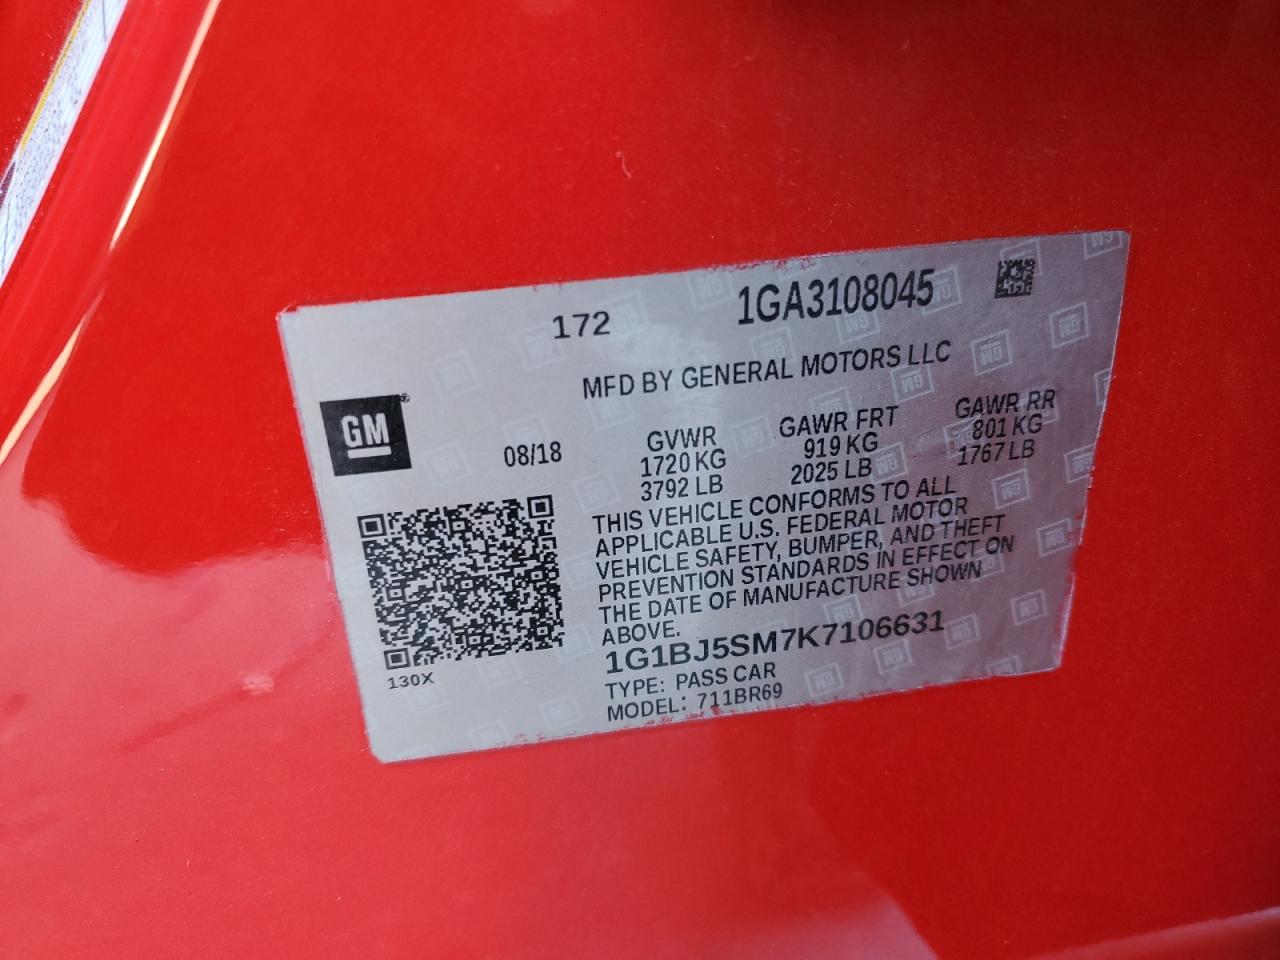 172 1GA3108045
MFD BY GENERAL MOTORS LLC
GM
08/18
GVWR GAWR FRT GAWR RR
1720 KG 919 KG 801 KG
3792 LB 2025 LB 1767 LB
THIS VEHICLE CONFORMS TO ALL
APPLICABLE U.S. FEDERAL MOTOR
VEHICLE SAFETY, BUMPER, AND THEFT
PREVENTION STANDARDS IN EFFECT ON
THE DATE OF MANUFACTURE SHOWN
ABOVE.
1G1BJ5SM7K7106631
130X
TYPE: PASS CAR
MODEL: 711BR69